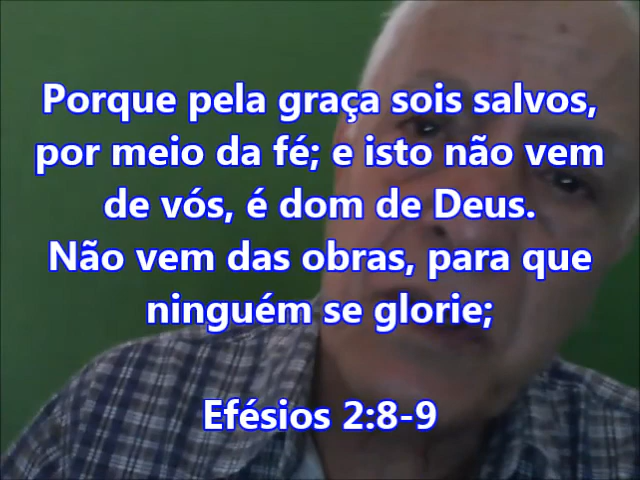 Porque pela graça sois salvos,
por meio da fé; e isto não vem
de vós, é dom de Deus.
Não vem das obras, para que
ninguém se glorie;
Efésios 2:8-9